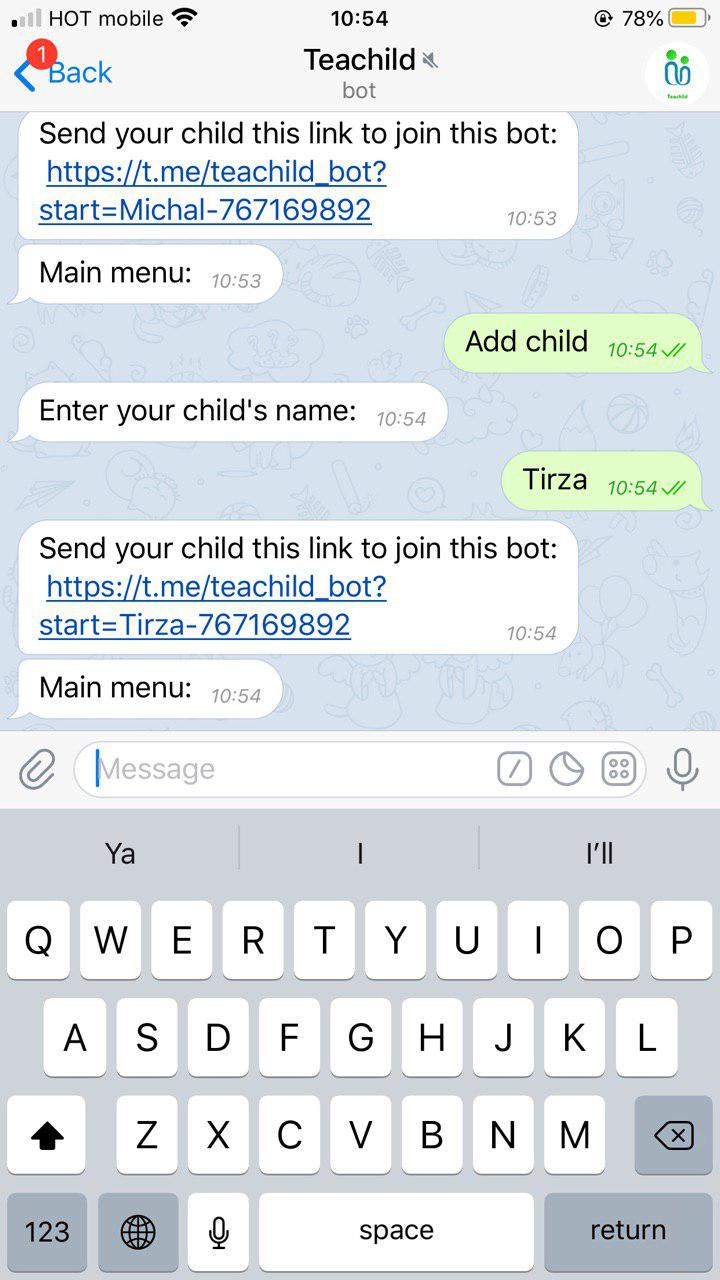 HOT mobile 10:54 78%
1
Back
Teachild
bot
Teachild
Send your child this link to join this bot:
https://t.me/teachild_bot?
start=Michal-767169892 10:53
Main menu: 10:53
Add child 10:54
Enter your child's name: 10:54
Tirza 10:54
Send your child this link to join this bot:
https://t.me/teachild_bot?
start=Tirza-767169892 10:54
Main menu: 10:54
Message
Ya I I’ll
Q W E R T Y U I O P
A S D F G H J K L
Z X C V B N M
123 space return